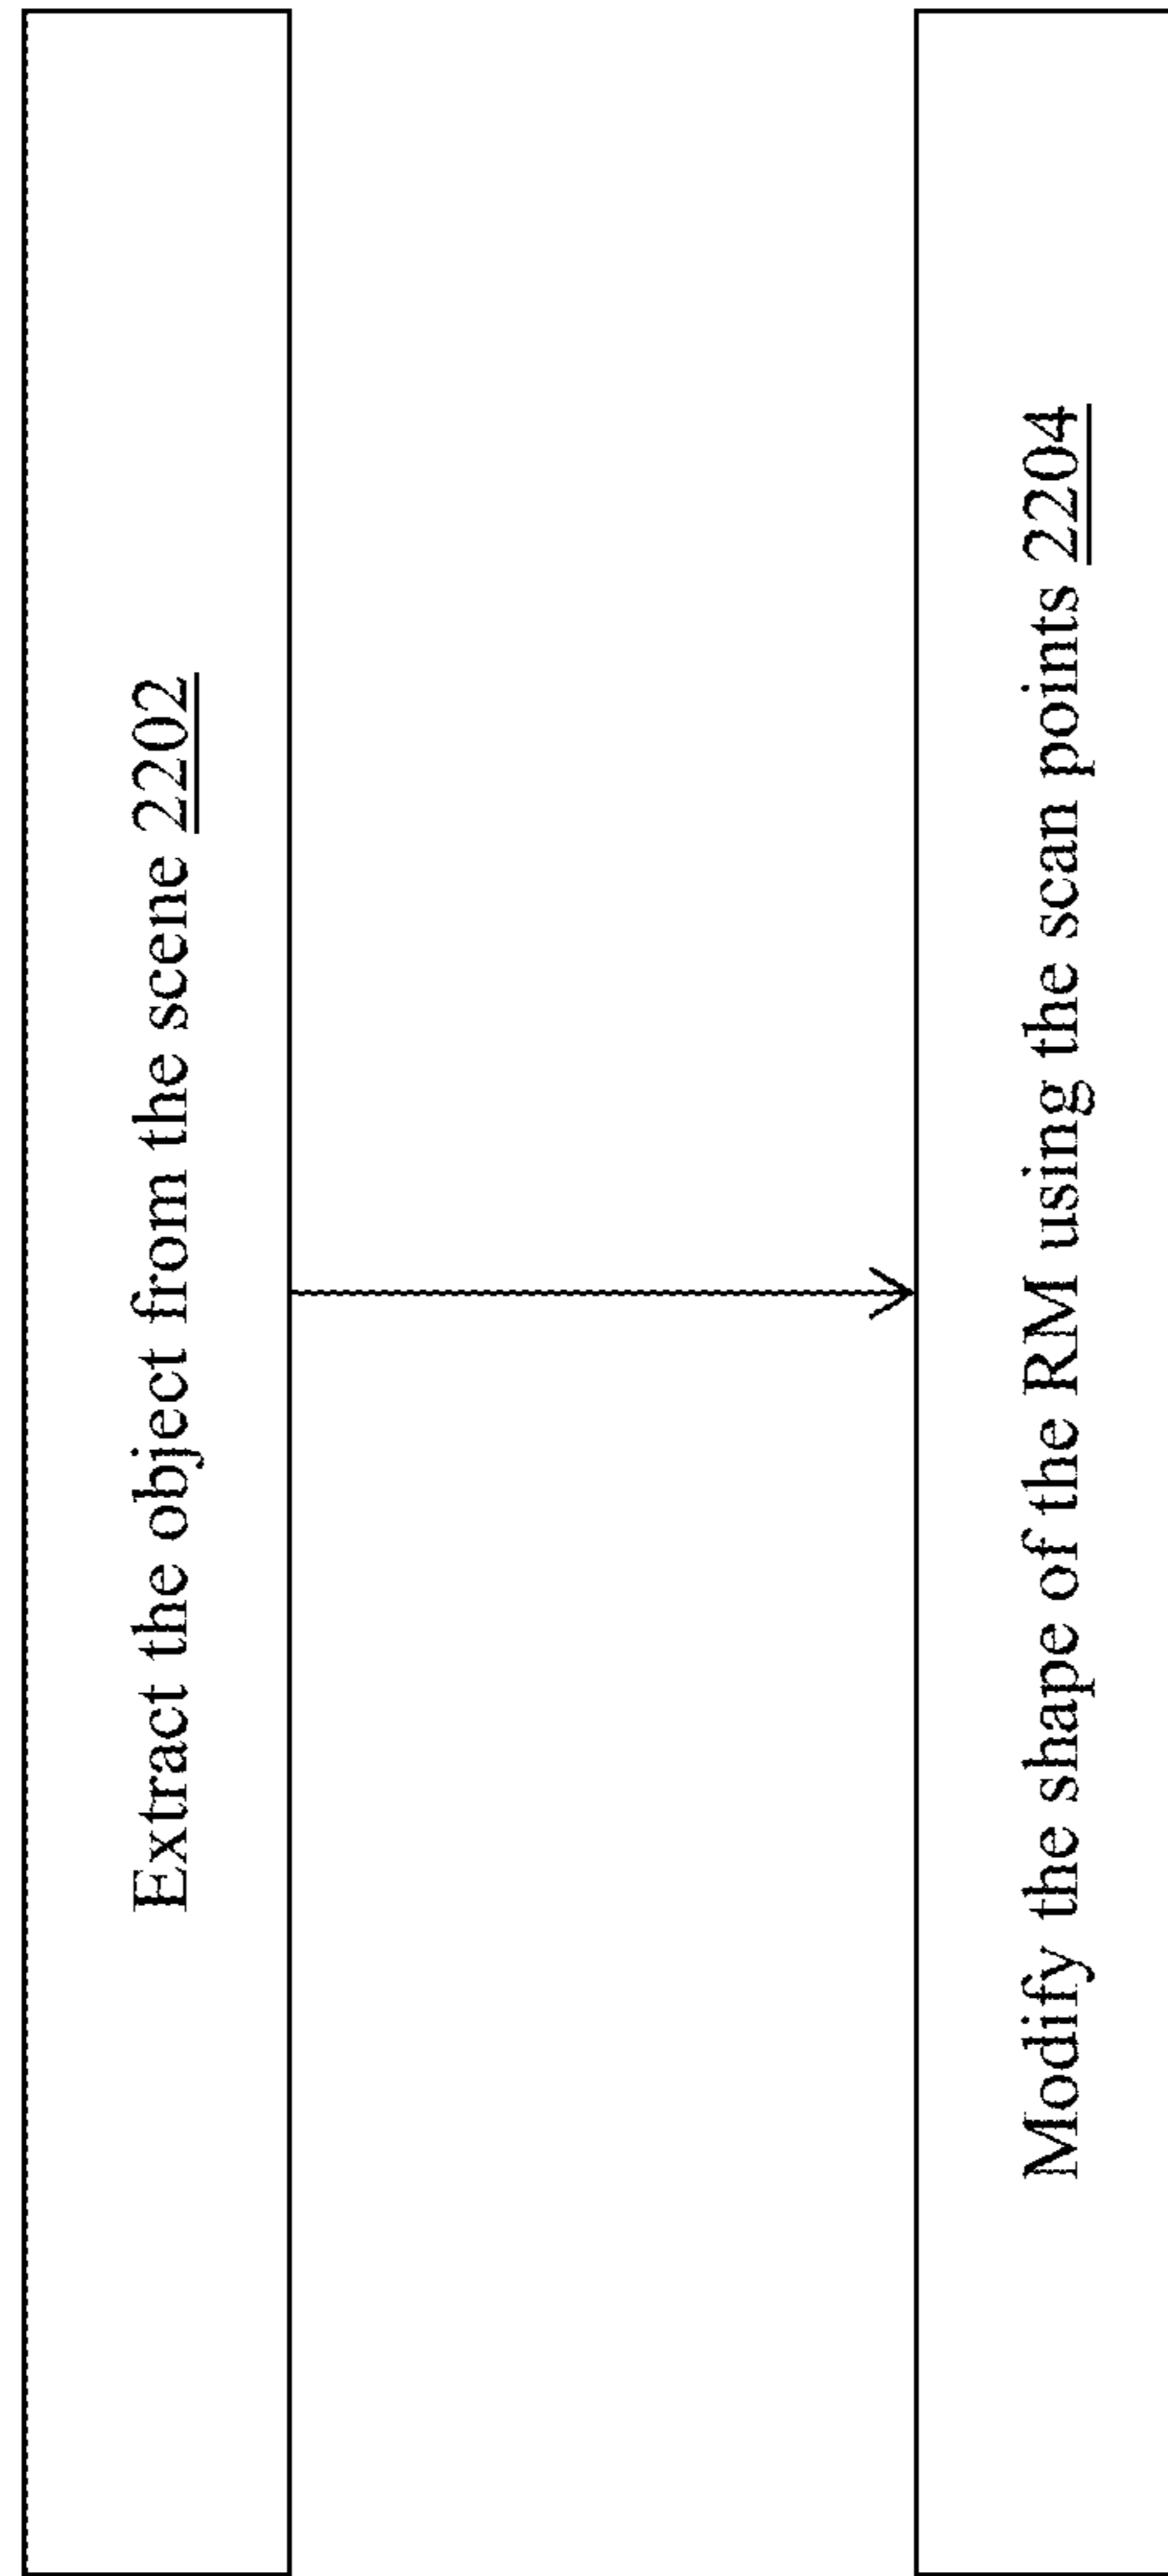 Extract the object from the scene 2202
Modify the shape of the RM using the scan points 2204